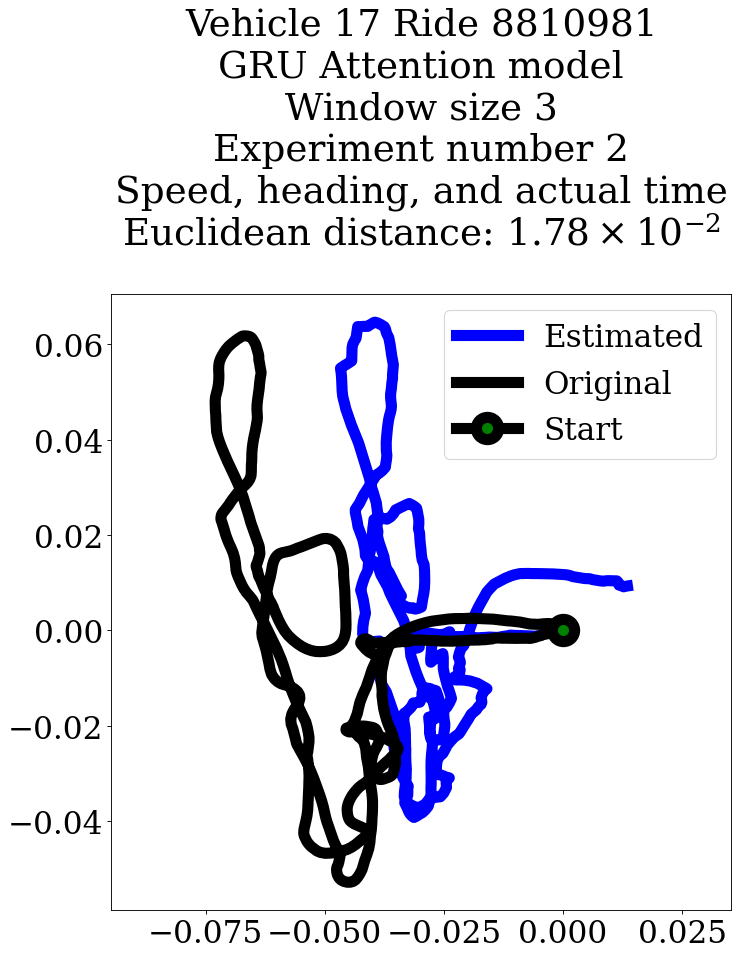 Vehicle 17 Ride 8810981
GRU Attention model
Window size 3
Experiment number 2
Speed, heading, and actual time
Euclidean distance: 1.78 × 10⁻²
Estimated
Original
Start
0.06
0.04
0.02
0.00
−0.02
−0.04
−0.075 −0.050 −0.025 0.000 0.025